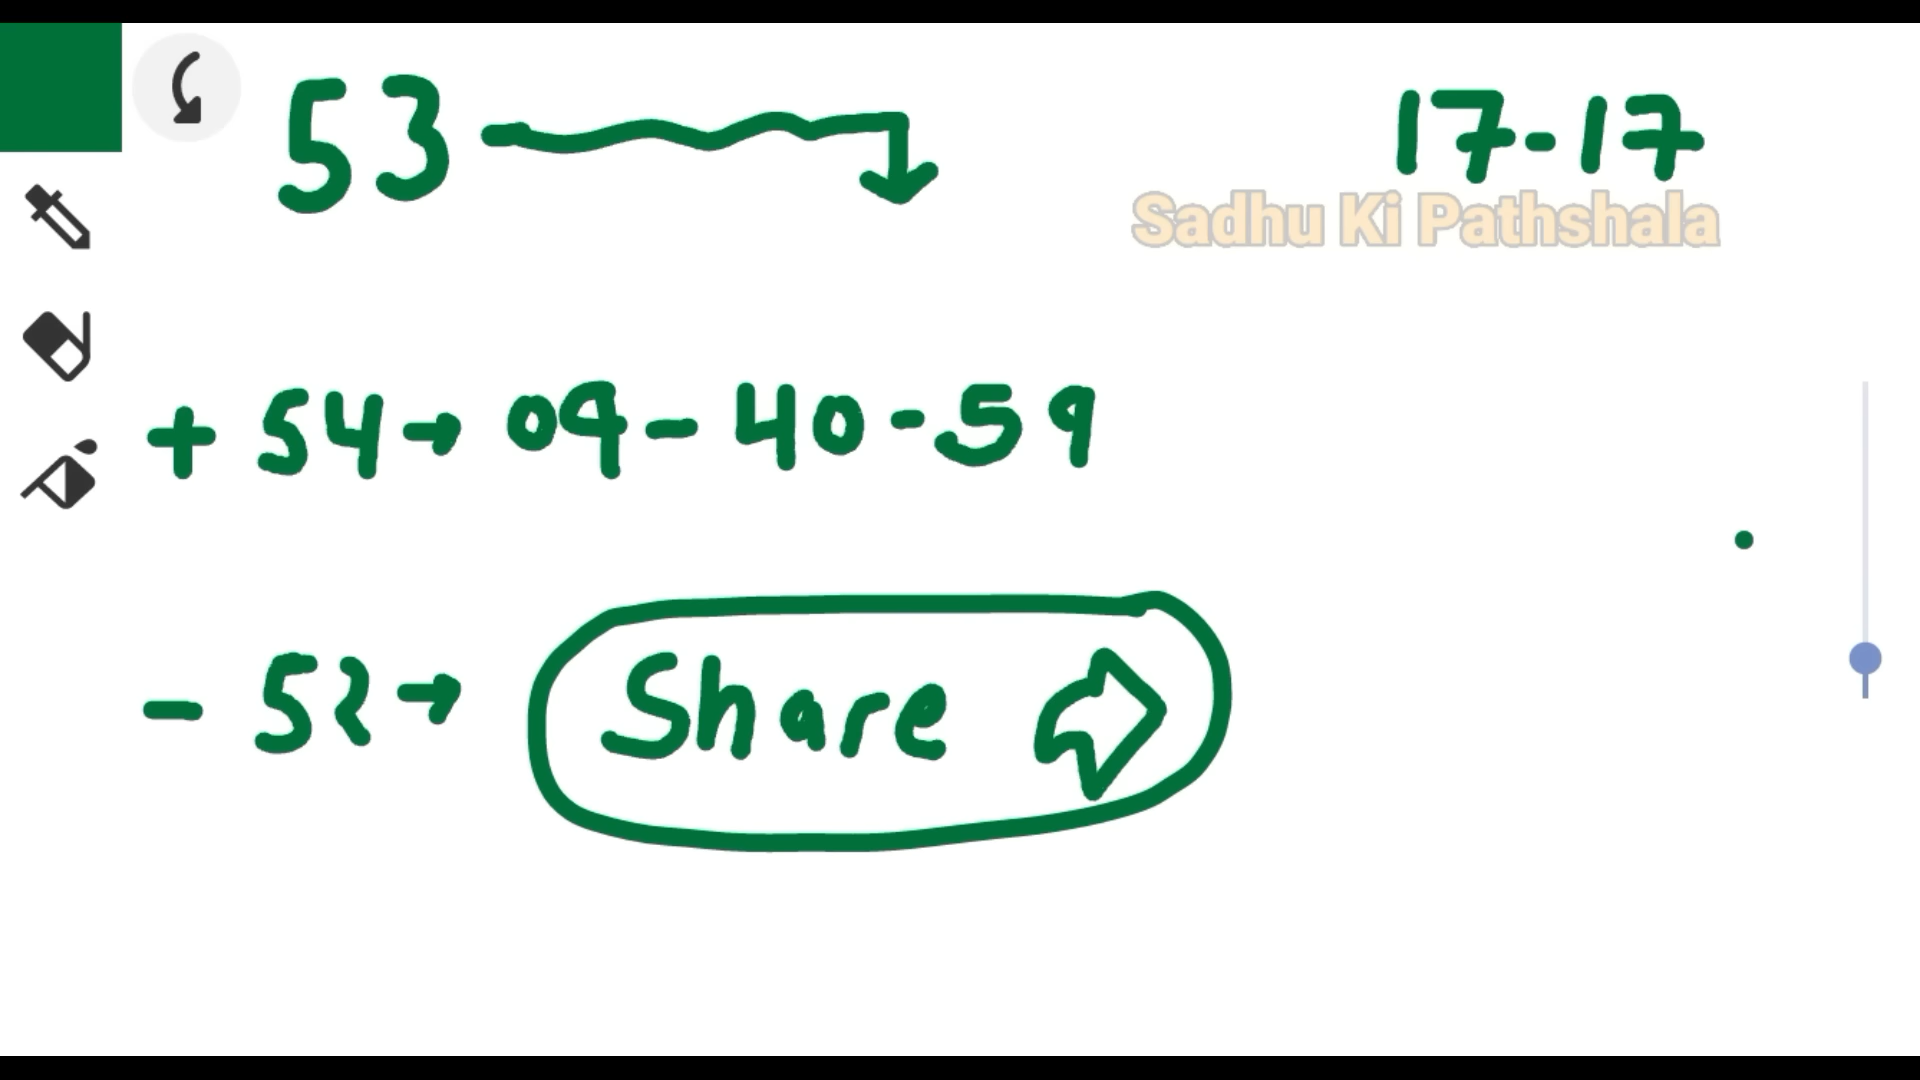 53 17-17
Sadhu Ki Pathshala
+ 54 → 09 - 40 - 59
- 52 → Share